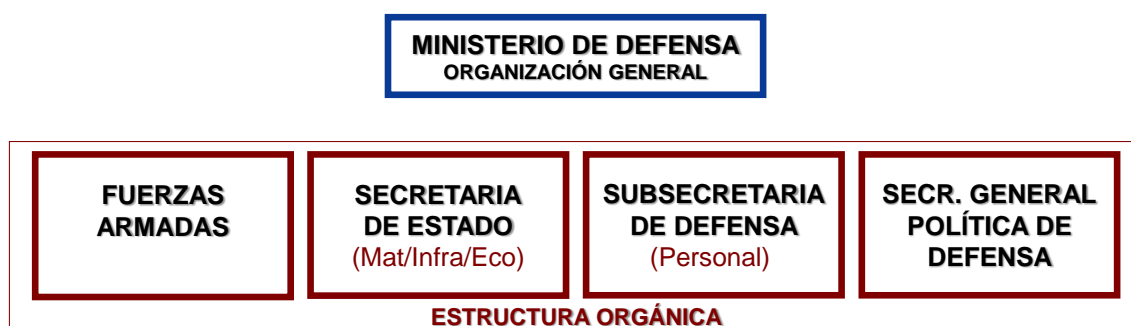 MINISTERIO DE DEFENSA
ORGANIZACIÓN GENERAL
FUERZAS
ARMADAS
SECRETARIA
DE ESTADO
(Mat/Infra/Eco)
SUBSECRETARIA
DE DEFENSA
(Personal)
SECR. GENERAL
POLÍTICA DE
DEFENSA
ESTRUCTURA ORGÁNICA